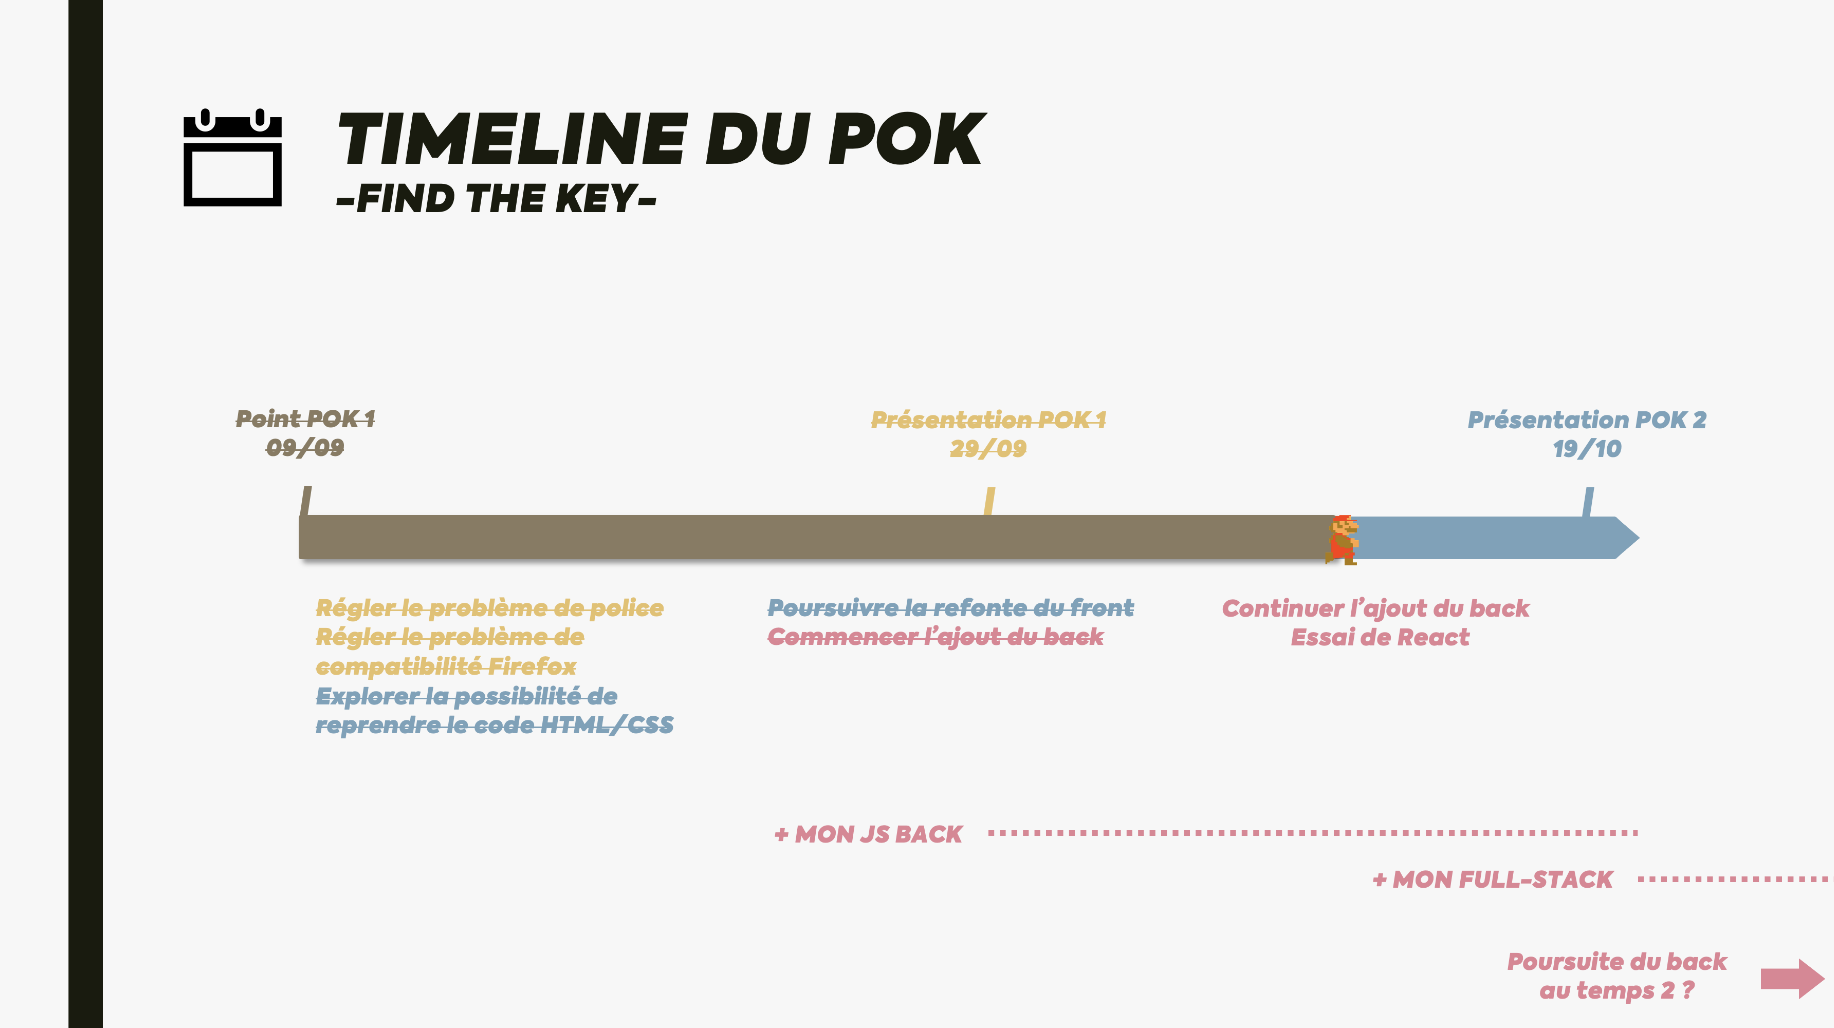 TIMELINE DU POK
-FIND THE KEY-
Point POK 1
09/09
Présentation POK 1
29/09
Présentation POK 2
19/10
Régler le problème de police
Régler le problème de
compatibilité Firefox
Explorer la possibilité de
reprendre le code HTML/CSS
Poursuivre la refonte du front
Commencer l’ajout du back
Continuer l’ajout du back
Essai de React
+ MON JS BACK
+ MON FULL-STACK
Poursuite du back
au temps 2 ?